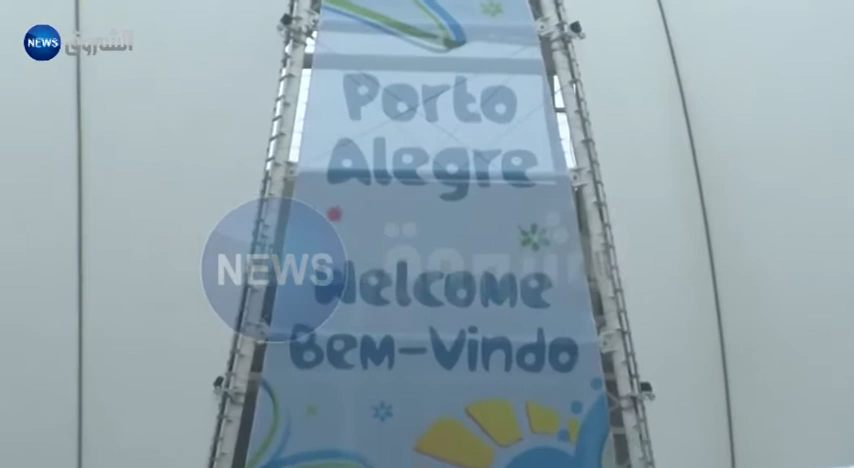 NEWS الشروق
Porto
Alegre
NEWS
Welcome
Bem-Vindo